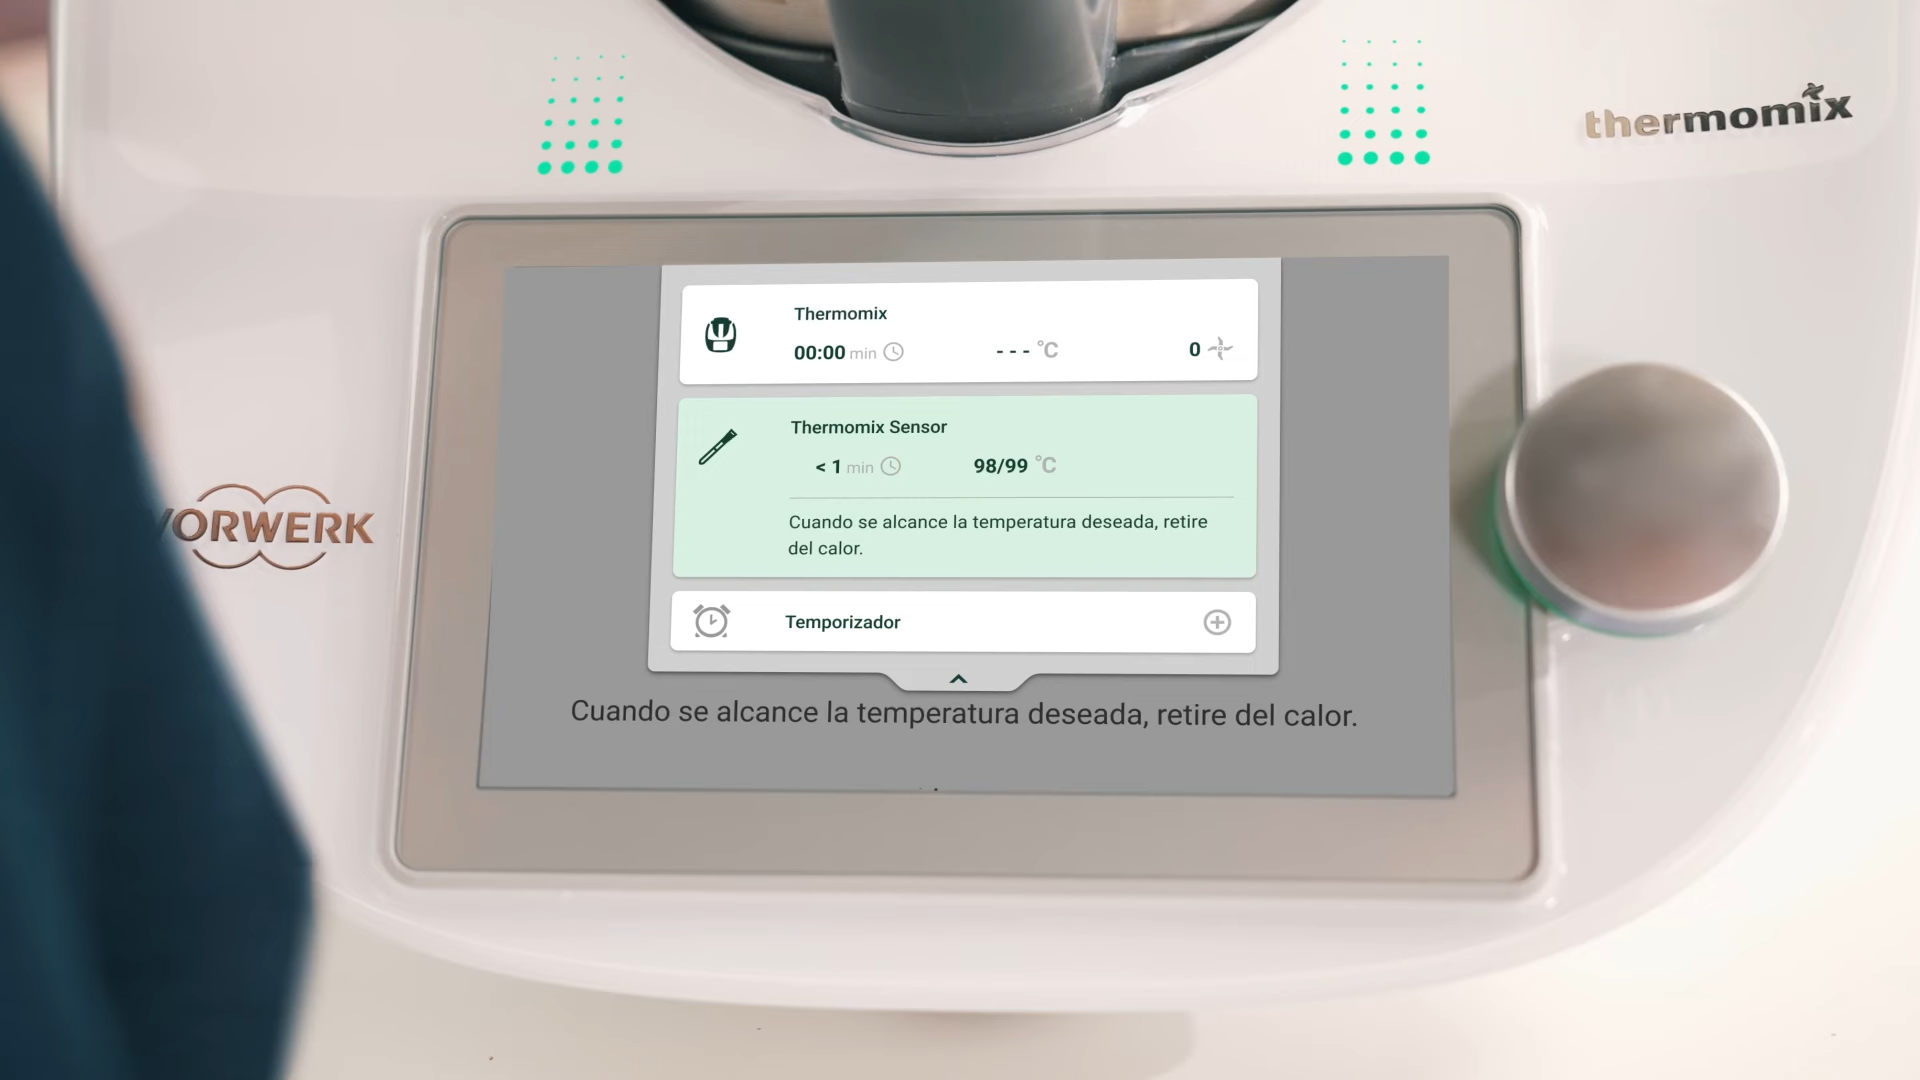 thermomix
VORWERK
Thermomix
00:00 min
--- °C
0
Thermomix Sensor
< 1 min
98/99 °C
Cuando se alcance la temperatura deseada, retire
del calor.
Temporizador
Cuando se alcance la temperatura deseada, retire del calor.